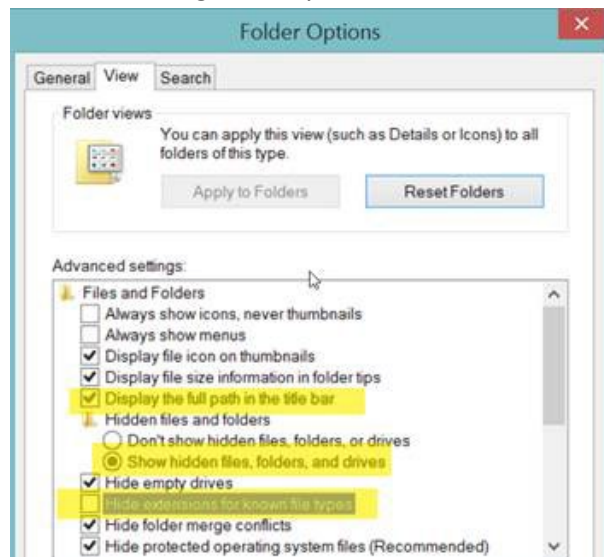 Folder Options
General View Search
Folder views
You can apply this view (such as Details or Icons) to all
folders of this type.
Apply to Folders Reset Folders
Advanced settings:
Files and Folders
Always show icons, never thumbnails
Always show menus
Display file icon on thumbnails
Display file size information in folder tips
Display the full path in the title bar
Hidden files and folders
Don't show hidden files, folders, or drives
Show hidden files, folders, and drives
Hide empty drives
Hide extensions for known file types
Hide folder merge conflicts
Hide protected operating system files (Recommended)